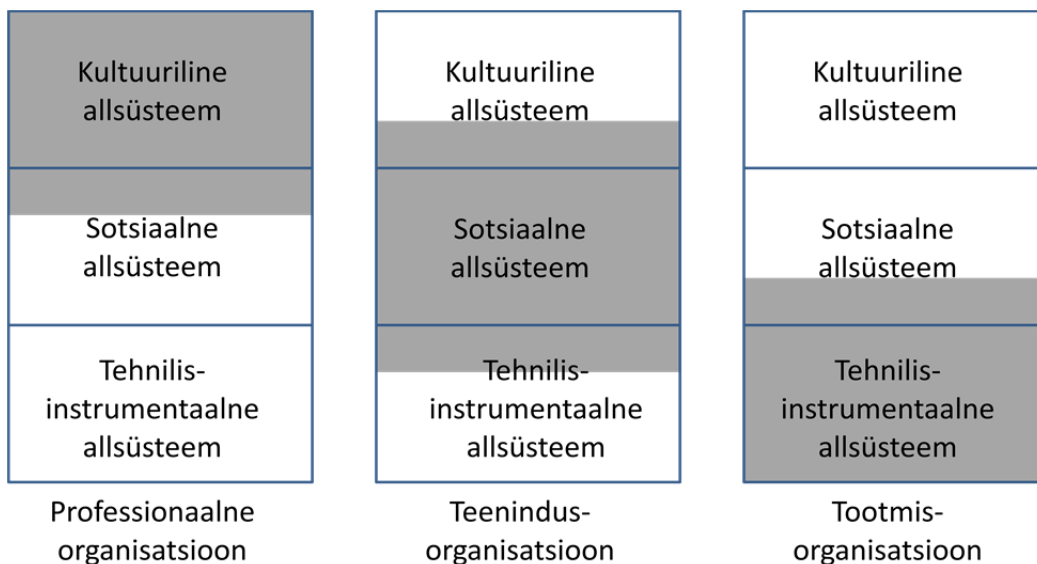 Kultuuriline
allsüsteem
Sotsiaalne
allsüsteem
Tehnilis-
instrumentaalne
allsüsteem
Professionaalne
organisatsioon
Kultuuriline
allsüsteem
Sotsiaalne
allsüsteem
Tehnilis-
instrumentaalne
allsüsteem
Teenindus-
organisatsioon
Kultuuriline
allsüsteem
Sotsiaalne
allsüsteem
Tehnilis-
instrumentaalne
allsüsteem
Tootmis-
organisatsioon